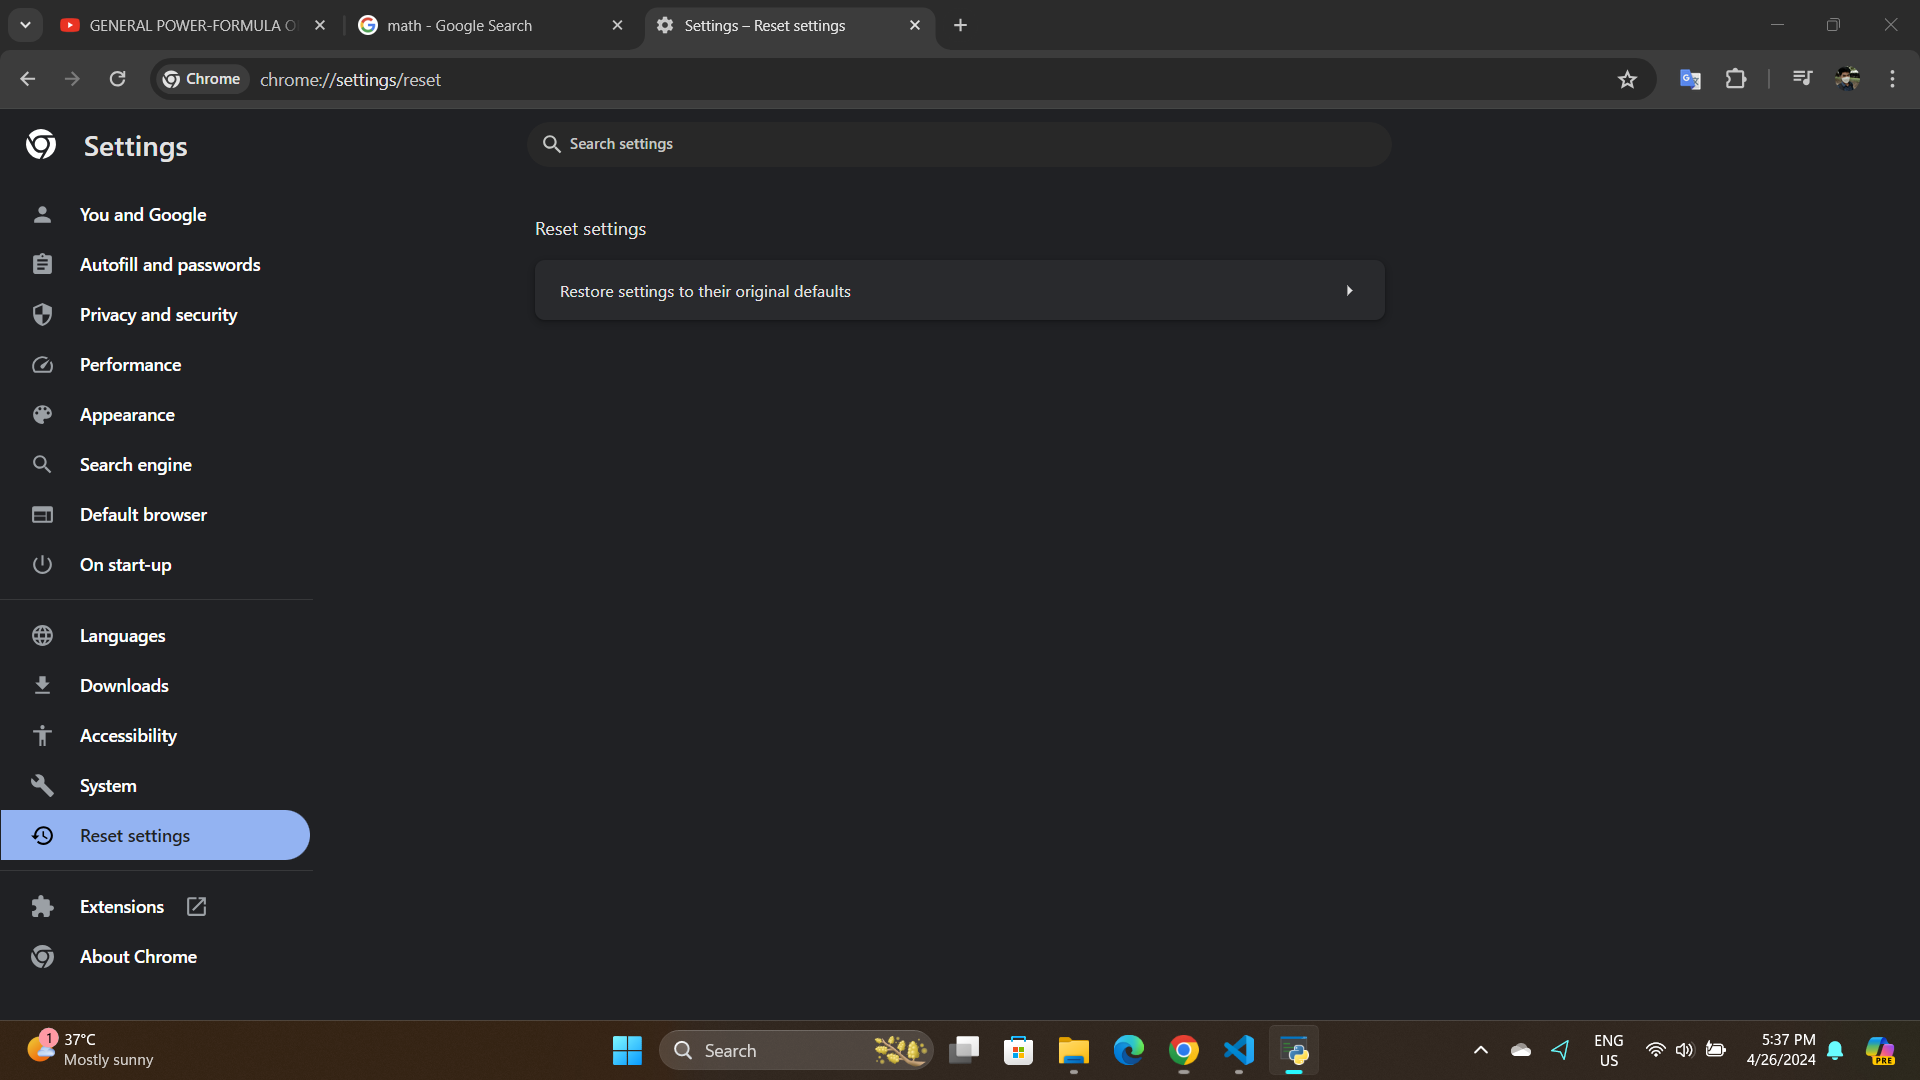 GENERAL POWER-FORMULA O
math - Google Search
Settings – Reset settings
Chrome
chrome://settings/reset
Settings
Search settings
You and Google
Autofill and passwords
Privacy and security
Performance
Appearance
Search engine
Default browser
On start-up
Languages
Downloads
Accessibility
System
Reset settings
Extensions
About Chrome
Reset settings
Restore settings to their original defaults
1
37°C
Mostly sunny
Search
ENG
US
5:37 PM
4/26/2024
PRE